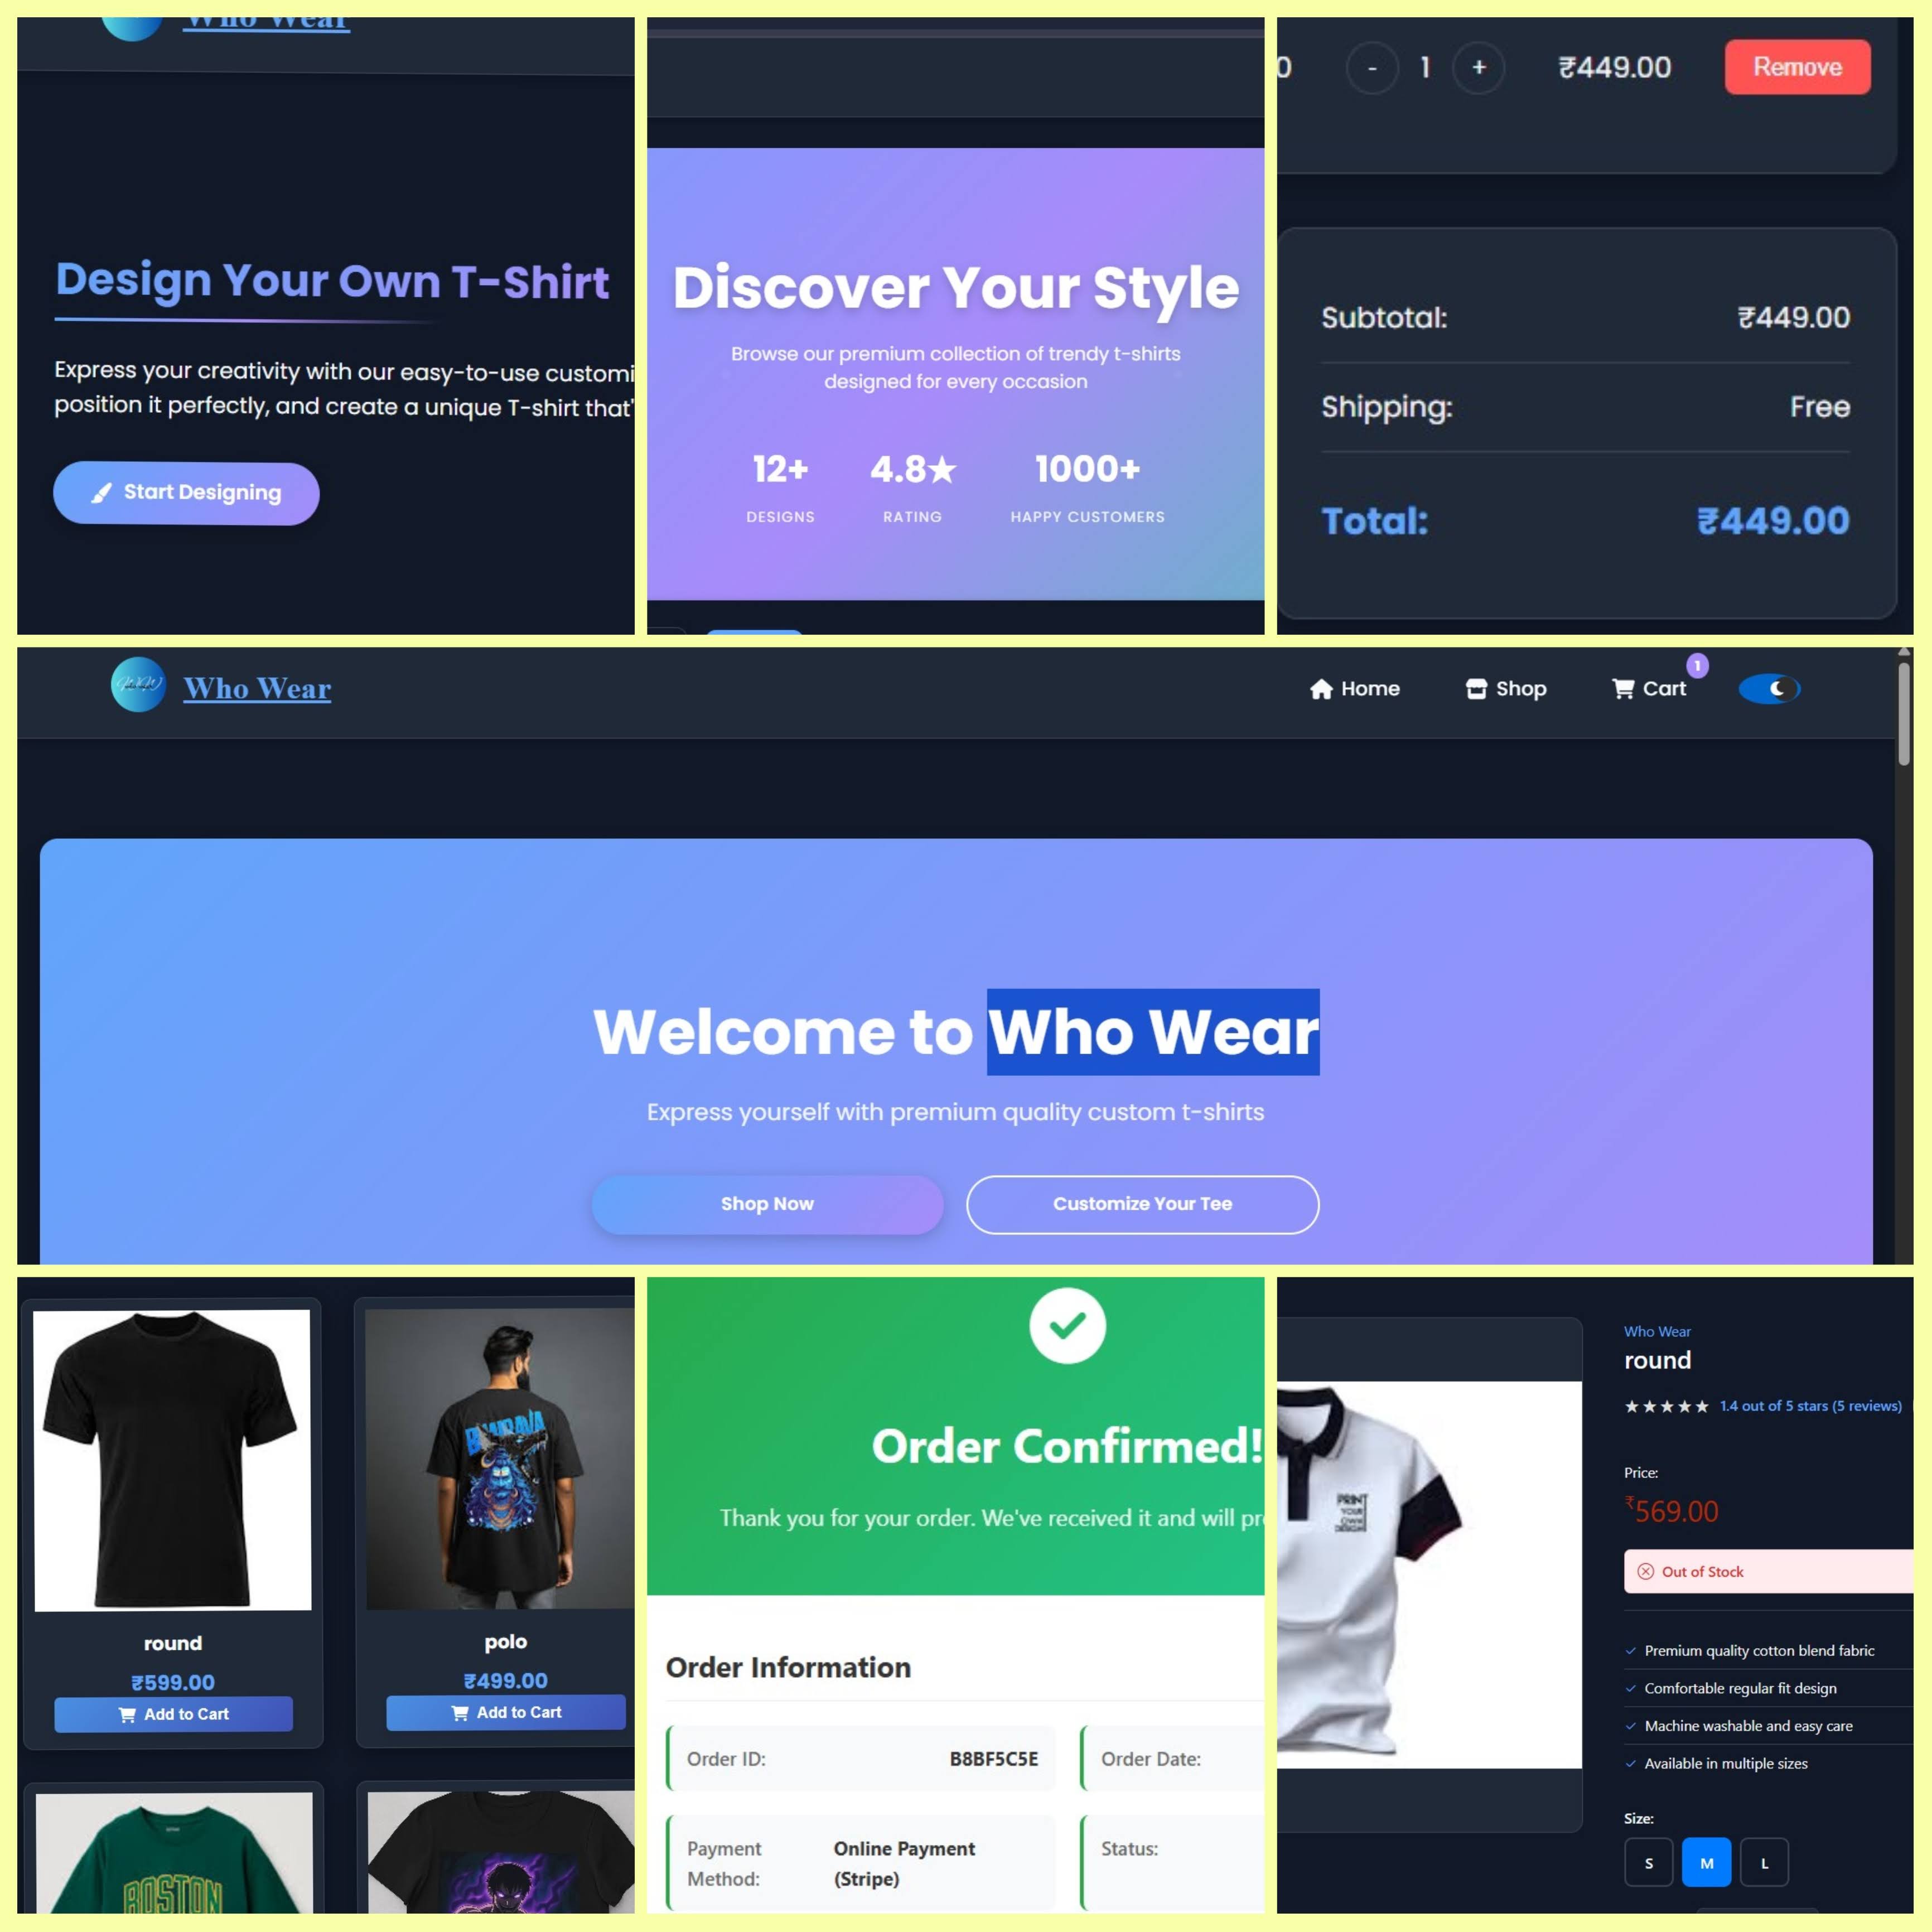 Who Wear
Design Your Own T-Shirt
Express your creativity with our easy-to-use customi
position it perfectly, and create a unique T-shirt that'
Start Designing
Discover Your Style
Browse our premium collection of trendy t-shirts
designed for every occasion
12+ 4.8★ 1000+
DESIGNS RATING HAPPY CUSTOMERS
0 - 1 + ₹449.00 Remove
Subtotal: ₹449.00
Shipping: Free
Total: ₹449.00
Who Wear Home Shop Cart 1
Welcome to Who Wear
Express yourself with premium quality custom t-shirts
Shop Now Customize Your Tee
round
₹599.00
Add to Cart
polo
₹499.00
Add to Cart
BOSTON
Order Confirmed!
Thank you for your order. We've received it and will pr
Order Information
Order ID: B8BF5C5E
Order Date:
Payment Method: Online Payment (Stripe)
Status:
PRINT
YOUR
OWN
DESIGN
Who Wear
round
★★★★★ 1.4 out of 5 stars (5 reviews)
Price:
₹569.00
Out of Stock
Premium quality cotton blend fabric
Comfortable regular fit design
Machine washable and easy care
Available in multiple sizes
Size:
S M L